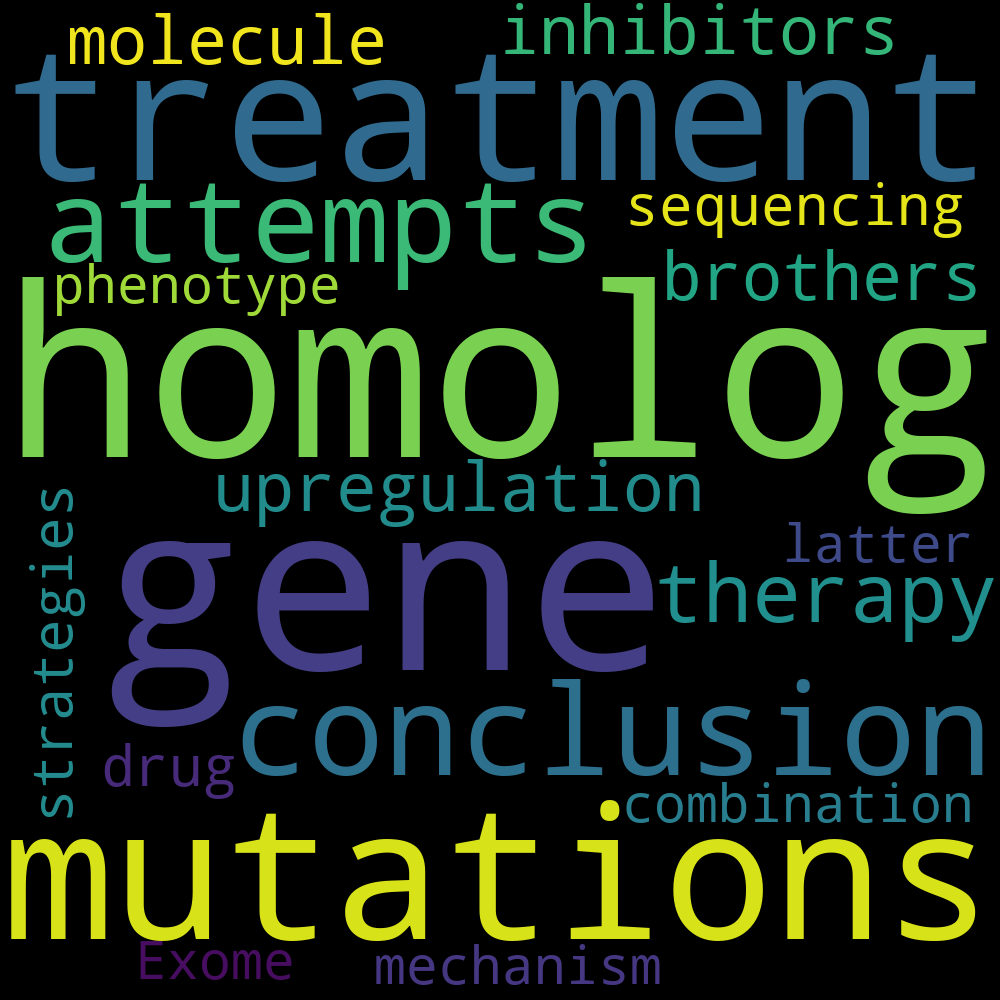 molecule
inhibitors
treatment
attempts
sequencing
phenotype
brothers
homolog
upregulation
strategies
gene
latter
therapy
conclusion
drug
combination
mutations
Exome
mechanism